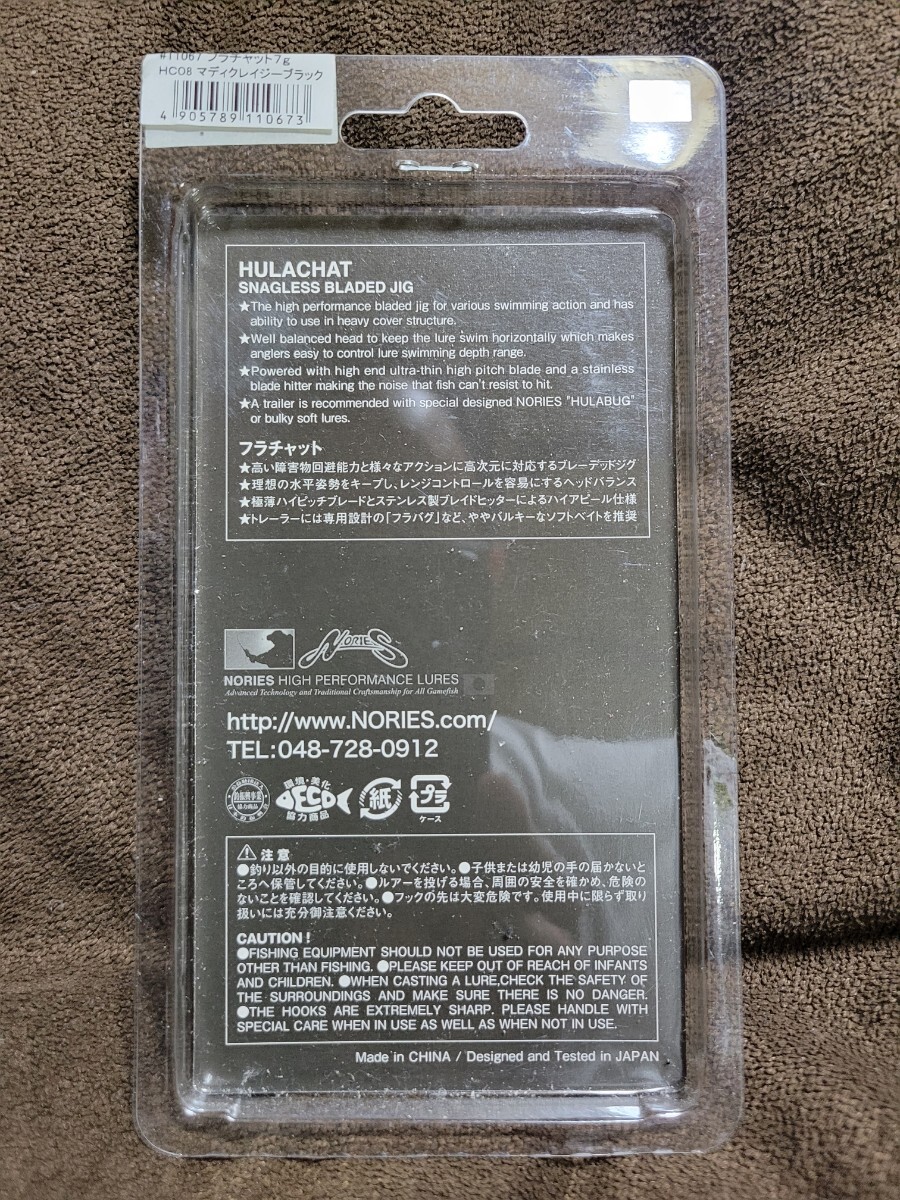 #11067 フラチャット7g
HC08 マディクレイジーブラック
4 905789 110673
HULACHAT
SNAGLESS BLADED JIG
★The high performance bladed jig for various swimming action and has
ability to use in heavy cover structure.
★Well balanced head to keep the lure swim horizontally which makes
anglers easy to control lure swimming depth range.
★Powered with high end ultra-thin high pitch blade and a stainless
blade hitter making the noise that fish can't resist to hit.
★A trailer is recommended with special designed NORIES "HULABUG"
or bulky soft lures.
フラチャット
★高い障害物回避能力と様々なアクションに高次元に対応するブレーデッドジグ
★理想の水平姿勢をキープし、レンジコントロールを容易にするヘッドバランス
★極薄ハイピッチブレードとステンレス製ブレイドヒッターによるハイアピール仕様
★トレーラーには専用設計の「フラバグ」など、ややバルキーなソフトベイトを推奨
NORIES
NORIES HIGH PERFORMANCE LURES
Advanced Technology and Traditional Craftsmanship for All Gamefish
http://www.NORIES.com/
TEL:048-728-0912
環境・美化
ECO
協力商品
紙
プラ
ケース
注意
●釣り以外の目的に使用しないでください。●子供または幼児の手の届かないと
ころへ保管してください。●ルアーを投げる場合、周囲の安全を確かめ、危険の
ないことを確認してください。●フックの先は大変危険です。使用中に限らず取り
扱いには充分御注意ください。
CAUTION!
●FISHING EQUIPMENT SHOULD NOT BE USED FOR ANY PURPOSE
OTHER THAN FISHING. ●PLEASE KEEP OUT OF REACH OF INFANTS
AND CHILDREN. ●WHEN CASTING A LURE,CHECK THE SAFETY OF
THE SURROUNDINGS AND MAKE SURE THERE IS NO DANGER.
●THE HOOKS ARE EXTREMELY SHARP. PLEASE HANDLE WITH
SPECIAL CARE WHEN IN USE AS WELL AS WHEN NOT IN USE.
Made in CHINA / Designed and Tested in JAPAN